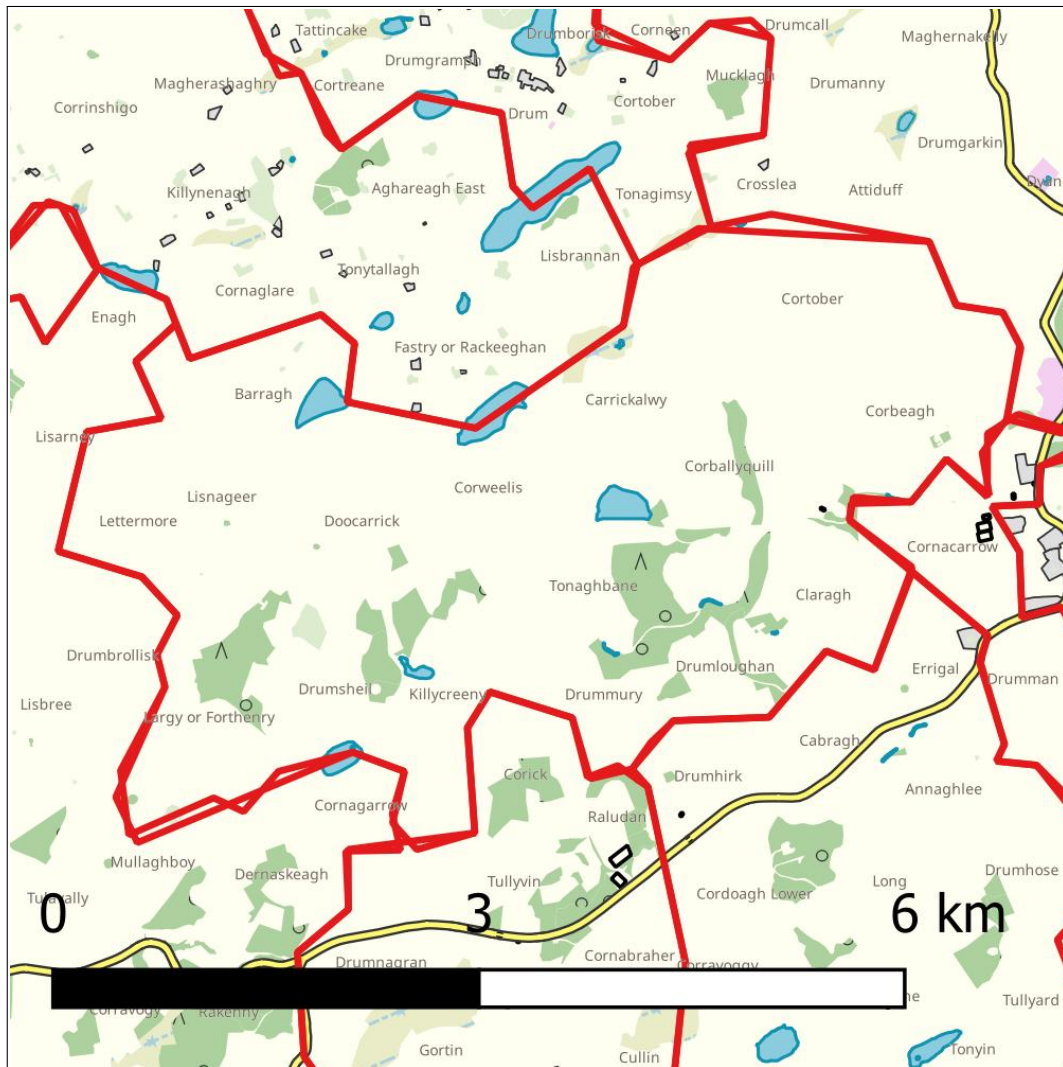 Tattincake
Drumborisk
Corneen
Drumcall
Maghernakelly
Drumgramph
Magherashaghry
Cortreane
Mucklagh
Drumanny
Corrinshigo
Cortober
Drum
Drumgarkin
Killynenagh
Aghareagh East
Tonagimsy
Crosslea
Attiduff
Dyan
Lisbrannan
Tonytallagh
Cornaglare
Cortober
Enagh
Fastry or Rackeeghan
Barragh
Carrickalwy
Corbeagh
Lisarney
Corballyquill
Lisnageer
Corweelis
Lettermore
Doocarrick
Cornacarrow
Tonaghbane
Claragh
Drumbrollisk
Drumloughan
Errigal
Drumman
Drumsheil
Killycreeny
Drummury
Lisbree
Largy or Forthenry
Cabragh
Corick
Drumhirk
Annaghlee
Cornagarrow
Raludan
Mullaghboy
Dernaskeagh
Tullyvin
Cordoagh Lower
Long
Drumhose
0
3
6 km
Cornabraher
Drumnagran
Corravoggy
Tullyard
Corravogy
Rakenny
Gortin
Cullin
Tonyin